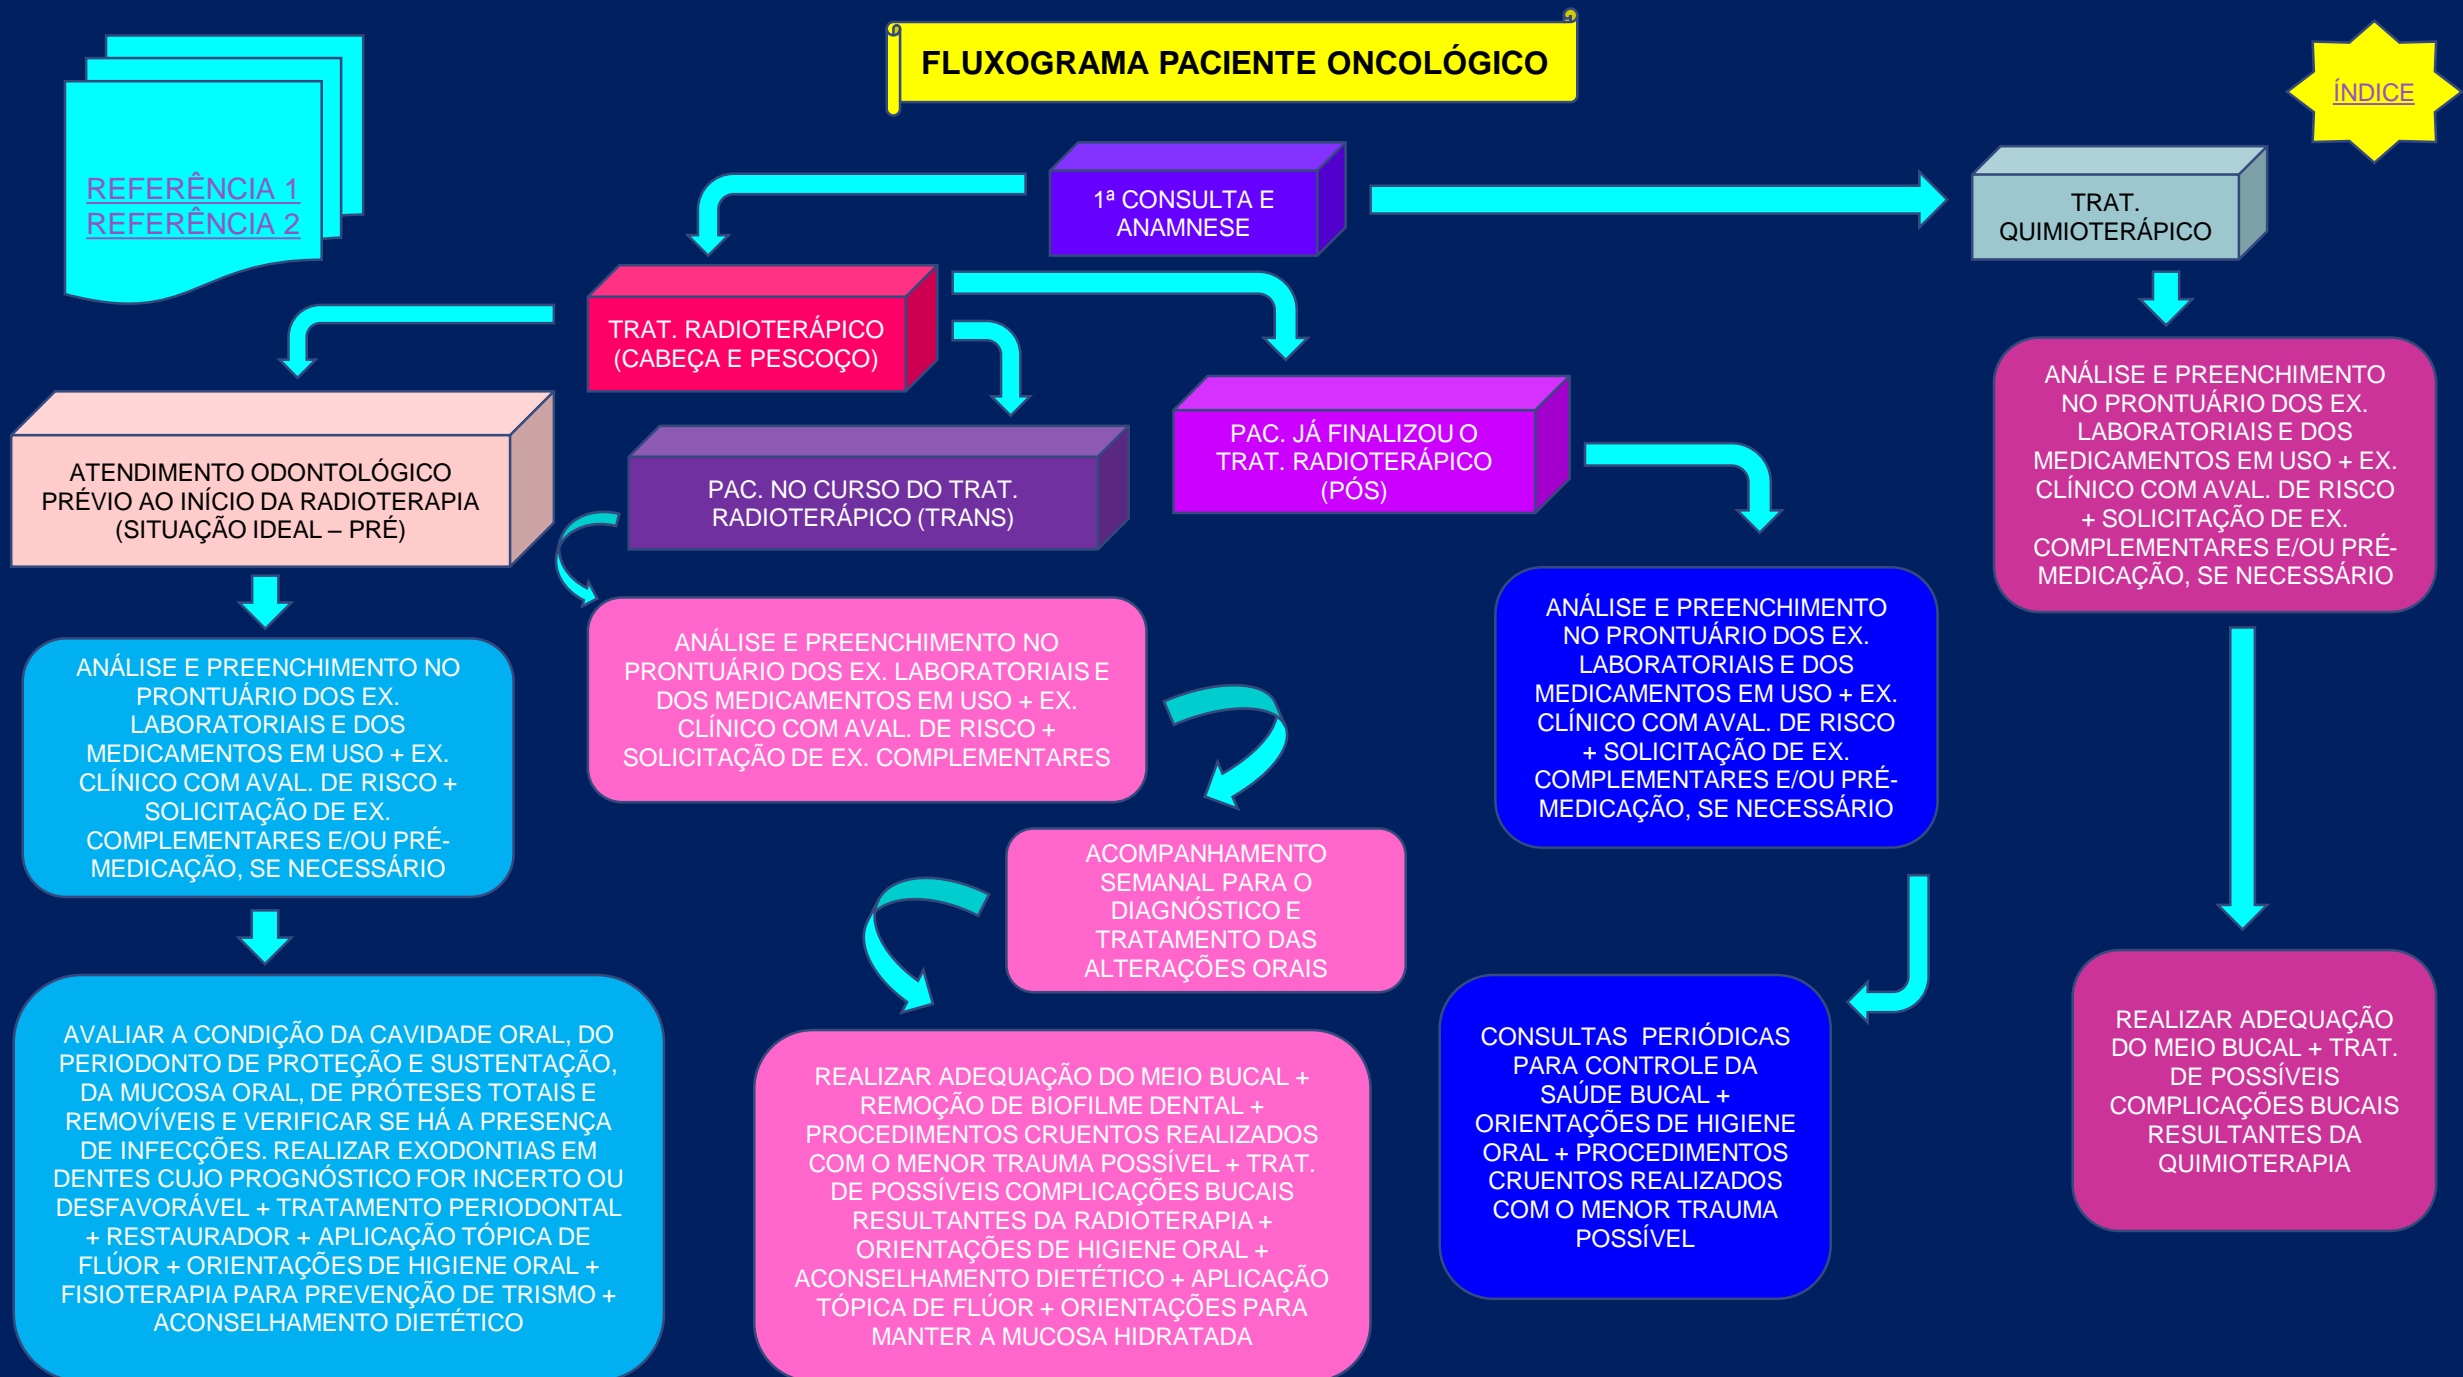 FLUXOGRAMA PACIENTE ONCOLÓGICO
ÍNDICE
REFERÊNCIA 1
REFERÊNCIA 2
1ª CONSULTA E
ANAMNESE
TRAT.
QUIMIOTERÁPICO
TRAT. RADIOTERÁPICO
(CABEÇA E PESCOÇO)
ATENDIMENTO ODONTOLÓGICO
PRÉVIO AO INÍCIO DA RADIOTERAPIA
(SITUAÇÃO IDEAL – PRÉ)
PAC. NO CURSO DO TRAT.
RADIOTERÁPICO (TRANS)
PAC. JÁ FINALIZOU O
TRAT. RADIOTERÁPICO
(PÓS)
ANÁLISE E PREENCHIMENTO
NO PRONTUÁRIO DOS EX.
LABORATORIAIS E DOS
MEDICAMENTOS EM USO + EX.
CLÍNICO COM AVAL. DE RISCO
+ SOLICITAÇÃO DE EX.
COMPLEMENTARES E/OU PRÉ-
MEDICAÇÃO, SE NECESSÁRIO
ANÁLISE E PREENCHIMENTO NO
PRONTUÁRIO DOS EX.
LABORATORIAIS E DOS
MEDICAMENTOS EM USO + EX.
CLÍNICO COM AVAL. DE RISCO +
SOLICITAÇÃO DE EX.
COMPLEMENTARES E/OU PRÉ-
MEDICAÇÃO, SE NECESSÁRIO
ANÁLISE E PREENCHIMENTO NO
PRONTUÁRIO DOS EX. LABORATORIAIS E
DOS MEDICAMENTOS EM USO + EX.
CLÍNICO COM AVAL. DE RISCO +
SOLICITAÇÃO DE EX. COMPLEMENTARES
ANÁLISE E PREENCHIMENTO
NO PRONTUÁRIO DOS EX.
LABORATORIAIS E DOS
MEDICAMENTOS EM USO + EX.
CLÍNICO COM AVAL. DE RISCO
+ SOLICITAÇÃO DE EX.
COMPLEMENTARES E/OU PRÉ-
MEDICAÇÃO, SE NECESSÁRIO
ACOMPANHAMENTO
SEMANAL PARA O
DIAGNÓSTICO E
TRATAMENTO DAS
ALTERAÇÕES ORAIS
AVALIAR A CONDIÇÃO DA CAVIDADE ORAL, DO
PERIODONTO DE PROTEÇÃO E SUSTENTAÇÃO,
DA MUCOSA ORAL, DE PRÓTESES TOTAIS E
REMOVÍVEIS E VERIFICAR SE HÁ A PRESENÇA
DE INFECÇÕES. REALIZAR EXODONTIAS EM
DENTES CUJO PROGNÓSTICO FOR INCERTO OU
DESFAVORÁVEL + TRATAMENTO PERIODONTAL
+ RESTAURADOR + APLICAÇÃO TÓPICA DE
FLÚOR + ORIENTAÇÕES DE HIGIENE ORAL +
FISIOTERAPIA PARA PREVENÇÃO DE TRISMO +
ACONSELHAMENTO DIETÉTICO
REALIZAR ADEQUAÇÃO DO MEIO BUCAL +
REMOÇÃO DE BIOFILME DENTAL +
PROCEDIMENTOS CRUENTOS REALIZADOS
COM O MENOR TRAUMA POSSÍVEL + TRAT.
DE POSSÍVEIS COMPLICAÇÕES BUCAIS
RESULTANTES DA RADIOTERAPIA +
ORIENTAÇÕES DE HIGIENE ORAL +
ACONSELHAMENTO DIETÉTICO + APLICAÇÃO
TÓPICA DE FLÚOR + ORIENTAÇÕES PARA
MANTER A MUCOSA HIDRATADA
CONSULTAS PERIÓDICAS
PARA CONTROLE DA
SAÚDE BUCAL +
ORIENTAÇÕES DE HIGIENE
ORAL + PROCEDIMENTOS
CRUENTOS REALIZADOS
COM O MENOR TRAUMA
POSSÍVEL
REALIZAR ADEQUAÇÃO
DO MEIO BUCAL + TRAT.
DE POSSÍVEIS
COMPLICAÇÕES BUCAIS
RESULTANTES DA
QUIMIOTERAPIA